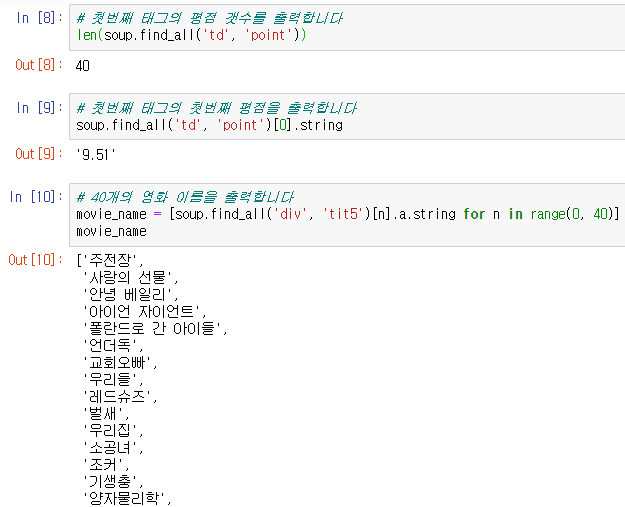 In [8]: # 첫번째 태그의 평점 갯수를 출력합니다
len(soup.find_all('td', 'point'))
Out[8]: 40
In [9]: # 첫번째 태그의 첫번째 평점을 출력합니다
soup.find_all('td', 'point')[0].string
Out[9]: '9.51'
In [10]: # 40개의 영화 이름을 출력합니다
movie_name = [soup.find_all('div', 'tit5')[n].a.string for n in range(0, 40)]
movie_name
Out[10]: ['주전장',
'사랑의 선물',
'안녕 베일리',
'아이언 자이언트',
'폴란드로 간 아이들',
'언더독',
'교회오빠',
'우리들',
'레드슈즈',
'벌새',
'우리집',
'소공녀',
'조커',
'기생충',
'양자물리학',